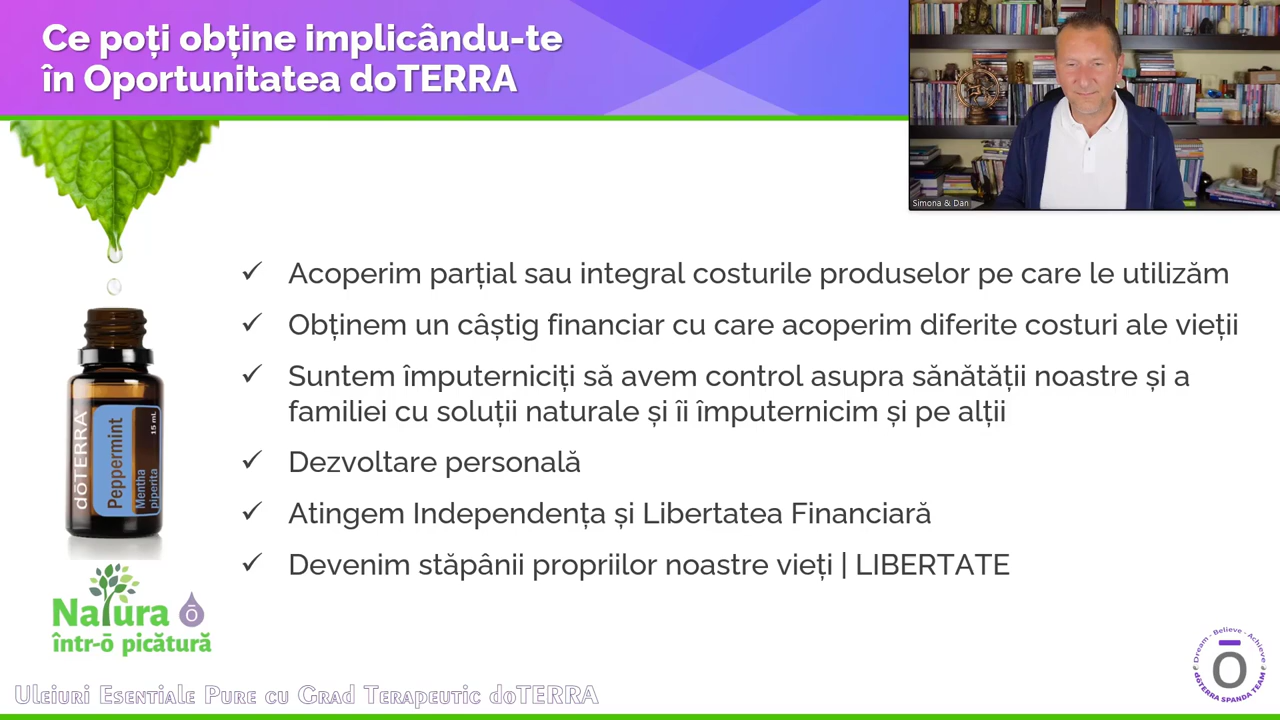 Ce poți obține implicându-te
în Oportunitatea doTERRA
Simona & Dan
✓ Acoperim parțial sau integral costurile produselor pe care le utilizăm
✓ Obținem un câștig financiar cu care acoperim diferite costuri ale vieții
✓ Suntem împuterniciți să avem control asupra sănătății noastre și a
familiei cu soluții naturale și îi împuternicim și pe alții
✓ Dezvoltare personală
✓ Atingem Independența și Libertatea Financiară
✓ Devenim stăpânii propriilor noastre vieți | LIBERTATE
dōTERRA
Peppermint
Mentha
piperita
15 mL
Natura ō
într-ō picătură
Dream - Believe - Achieve
Ō
dōTERRA SPANDA TEAM
Uleiuri Esentiale Pure cu Grad Terapeutic doTERRA